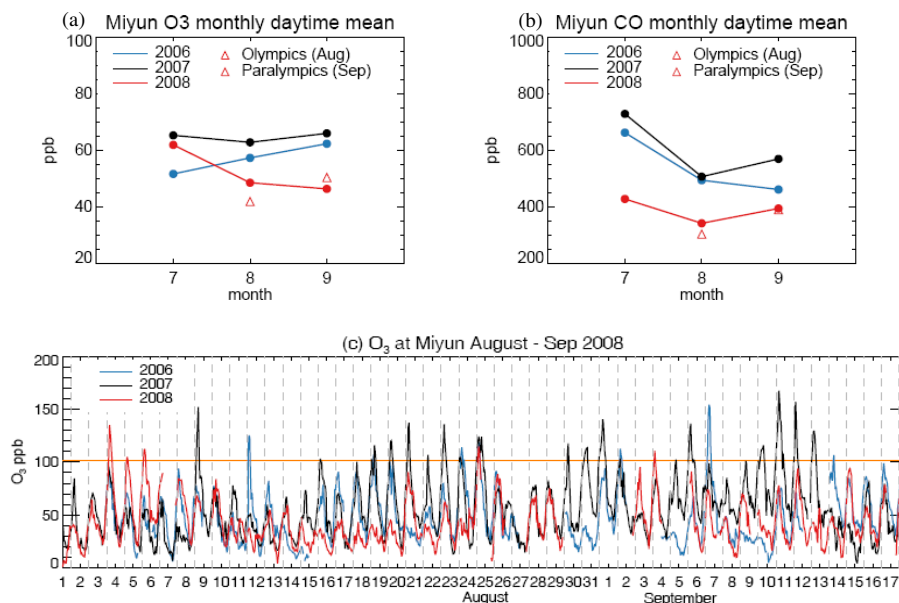 (a) Miyun O3 monthly daytime mean
100
80
60
40
20
ppb
2006
2007
2008
Olympics (Aug)
Paralympics (Sep)
7 8 9
month
(b) Miyun CO monthly daytime mean
1000
800
600
400
200
ppb
2006
2007
2008
Olympics (Aug)
Paralympics (Sep)
7 8 9
month
(c) O₃ at Miyun August - Sep 2008
200
150
100
50
0
O₃ ppb
2006
2007
2008
1 2 3 4 5 6 7 8 9 10 11 12 13 14 15 16 17 18 19 20 21 22 23 24 25 26 27 28 29 30 31 1 2 3 4 5 6 7 8 9 10 11 12 13 14 15 16 17
August September